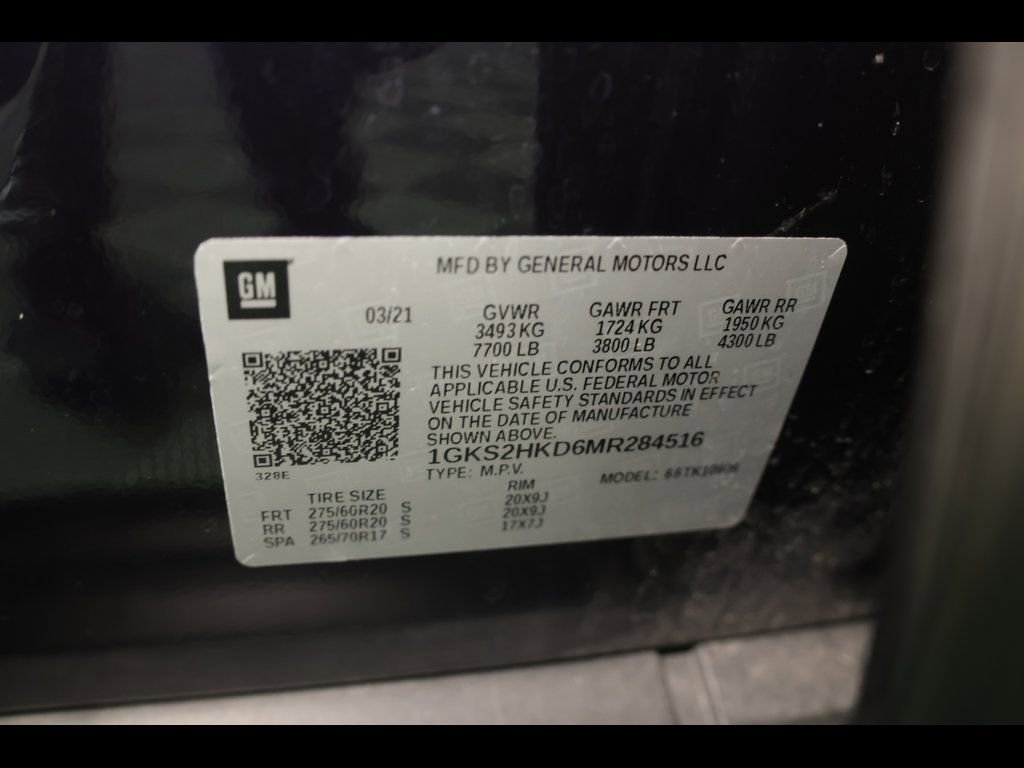 GM
MFD BY GENERAL MOTORS LLC
03/21 GVWR GAWR FRT GAWR RR
3493 KG 1724 KG 1950 KG
7700 LB 3800 LB 4300 LB
THIS VEHICLE CONFORMS TO ALL
APPLICABLE U.S. FEDERAL MOTOR
VEHICLE SAFETY STANDARDS IN EFFECT
ON THE DATE OF MANUFACTURE
SHOWN ABOVE.
1GKS2HKD6MR284516
328E
TYPE: M.P.V. MODEL:
TIRE SIZE RIM
FRT 275/60R20 S 20X9J
RR 275/60R20 S 20X9J
SPA 265/70R17 S 17X7J